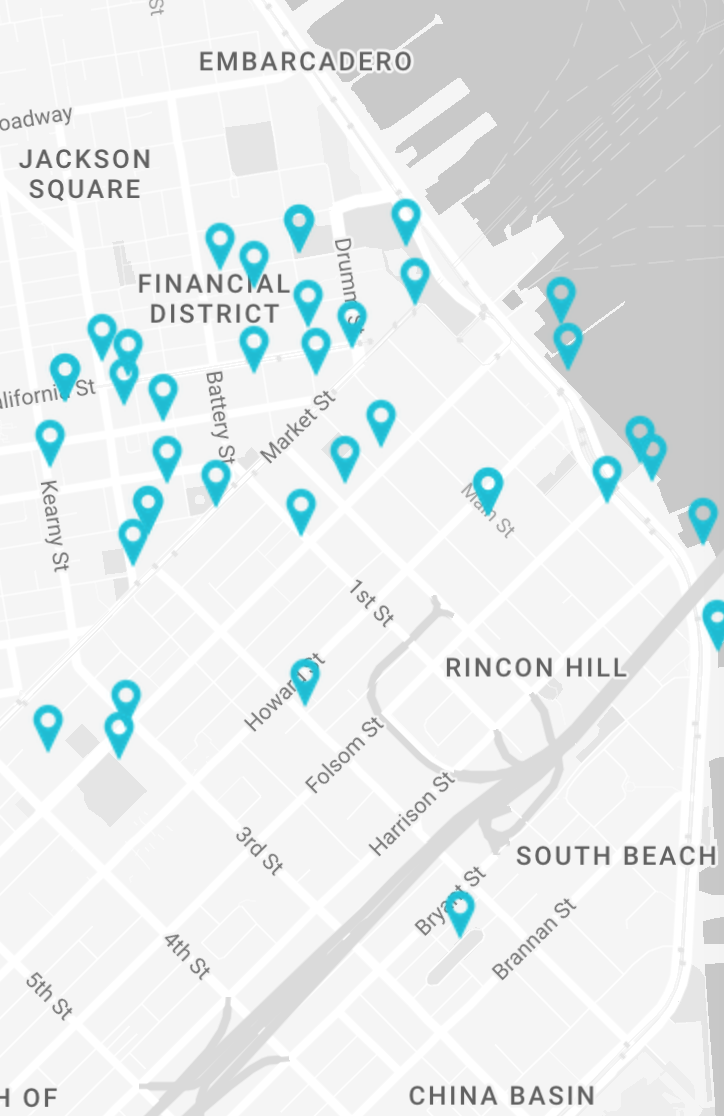 St
EMBARCADERO
oadway
JACKSON
SQUARE
FINANCIAL
DISTRICT
St
alifornia St
Battery St
Market St
Kearny St
Main St
1st St
RINCON HILL
Howard St
Folsom St
Harrison St
3rd St
SOUTH BEACH
Bryant St
Brannan St
4th St
5th St
H OF
CHINA BASIN